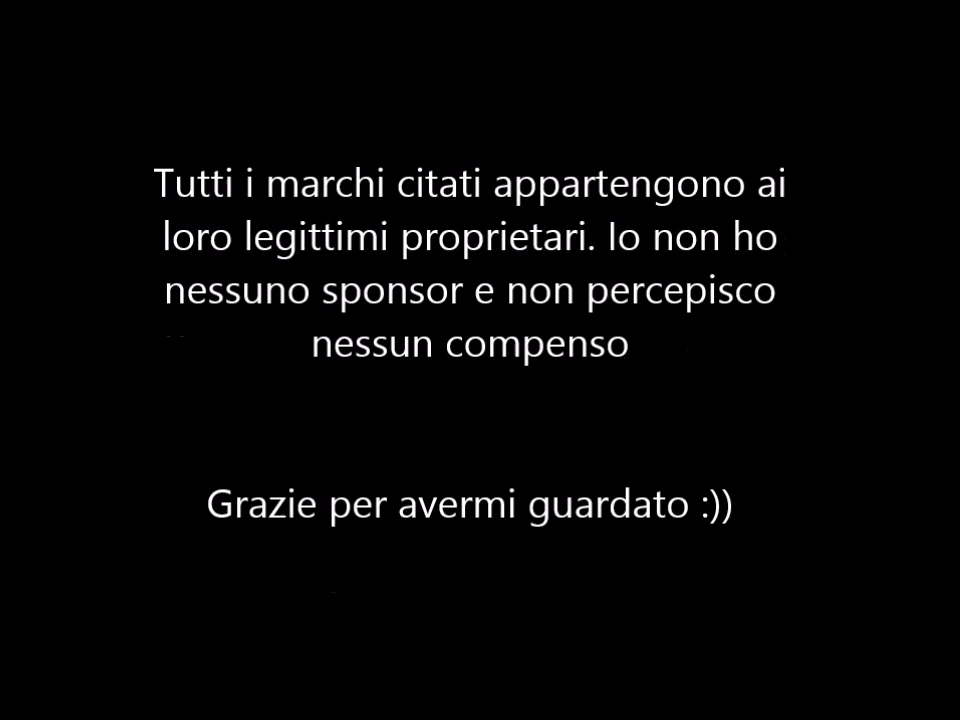 Tutti i marchi citati appartengono ai
loro legittimi proprietari. Io non ho
nessuno sponsor e non percepisco
nessun compenso
Grazie per avermi guardato :))